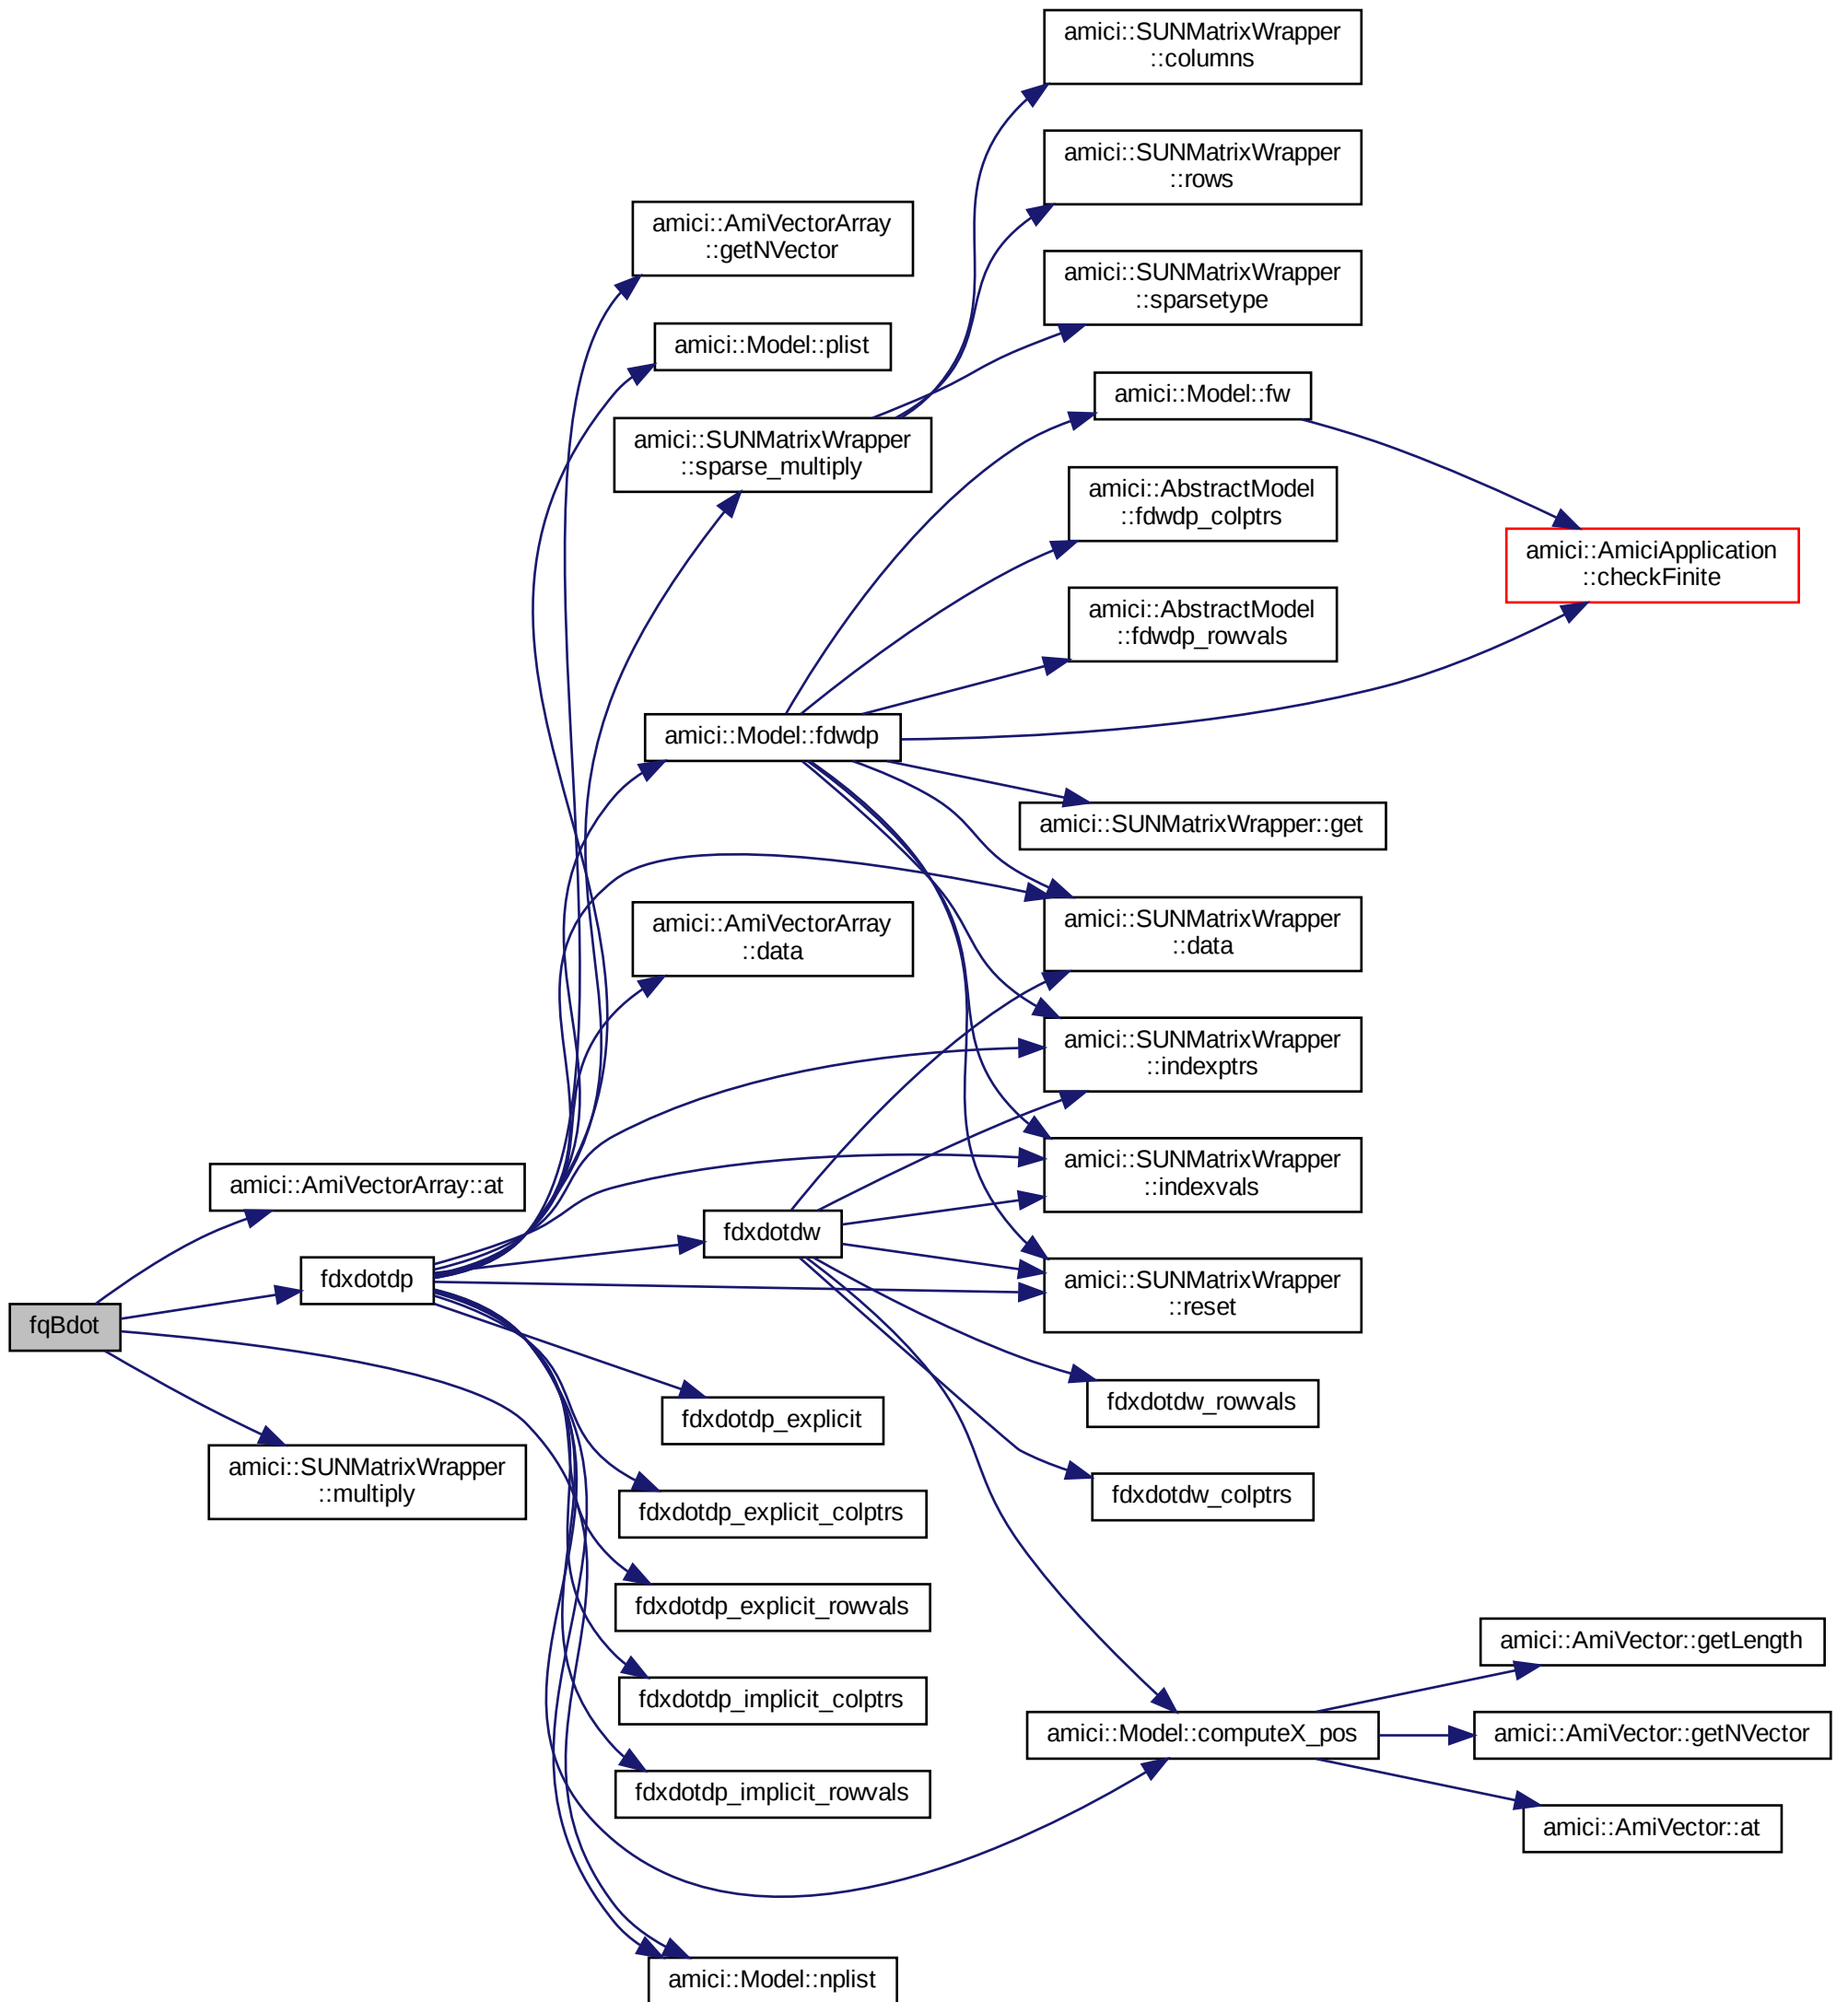 amici::SUNMatrixWrapper
::columns
amici::SUNMatrixWrapper
::rows
amici::AmiVectorArray
::getNVector
amici::SUNMatrixWrapper
::sparsetype
amici::Model::plist
amici::Model::fw
amici::SUNMatrixWrapper
::sparse_multiply
amici::AbstractModel
::fdwdp_colptrs
amici::AmiciApplication
::checkFinite
amici::AbstractModel
::fdwdp_rowvals
amici::Model::fdwdp
amici::SUNMatrixWrapper::get
amici::AmiVectorArray
::data
amici::SUNMatrixWrapper
::data
amici::SUNMatrixWrapper
::indexptrs
amici::AmiVectorArray::at
amici::SUNMatrixWrapper
::indexvals
fdxdotdw
fdxdotdp
amici::SUNMatrixWrapper
::reset
fqBdot
fdxdotdw_rowvals
fdxdotdp_explicit
amici::SUNMatrixWrapper
::multiply
fdxdotdw_colptrs
fdxdotdp_explicit_colptrs
fdxdotdp_explicit_rowvals
amici::AmiVector::getLength
fdxdotdp_implicit_colptrs
amici::Model::computeX_pos
amici::AmiVector::getNVector
fdxdotdp_implicit_rowvals
amici::AmiVector::at
amici::Model::nplist